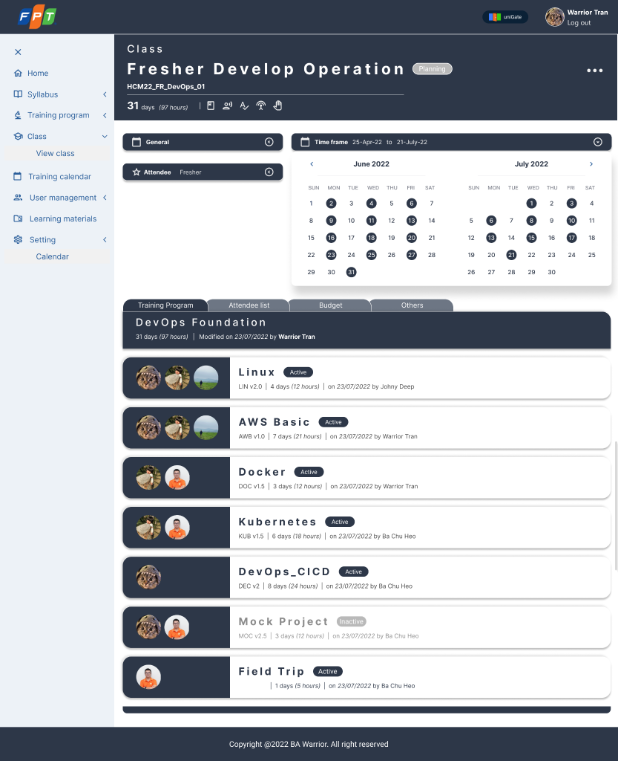 FPT
uniGate
Warrior Tran
Log out
Home
Syllabus
Training program
Class
View class
Training calendar
User management
Learning materials
Setting
Calendar
Class
Fresher Develop Operation Planning
HCM22_FR_DevOps_01
31 days (97 hours)
General
Attendee Fresher
Time frame 25-Apr-22 to 21-July-22
June 2022
SUN MON TUE WED THU FRI SAT
1 2 3 4 5 6 7
8 9 10 11 12 13 14
15 16 17 18 19 20 21
22 23 24 25 26 27 28
29 30 31
July 2022
SUN MON TUE WED THU FRI SAT
1 2 3 4
5 6 7 8 9 10 11
12 13 14 15 16 17 18
19 20 21 22 23 24 25
26 27 28 29 30
Training Program
Attendee list
Budget
Others
DevOps Foundation
31 days (97 hours) | Modified on 23/07/2022 by Warrior Tran
Linux Active
LIN v2.0 | 4 days (12 hours) | on 23/07/2022 by Johny Deep
AWS Basic Active
AWB v1.0 | 7 days (21 hours) | on 23/07/2022 by Warrior Tran
Docker Active
DOC v1.5 | 3 days (12 hours) | on 23/07/2022 by Warrior Tran
Kubernetes Active
KUB v1.5 | 6 days (18 hours) | on 23/07/2022 by Ba Chu Heo
DevOps_CICD Active
DEC v2 | 8 days (24 hours) | on 23/07/2022 by Ba Chu Heo
Mock Project Inactive
MOC v2.5 | 3 days (12 hours) | on 23/07/2022 by Ba Chu Heo
Field Trip Active
| 1 days (5 hours) | on 23/07/2022 by Ba Chu Heo
Copyright @2022 BA Warrior. All right reserved